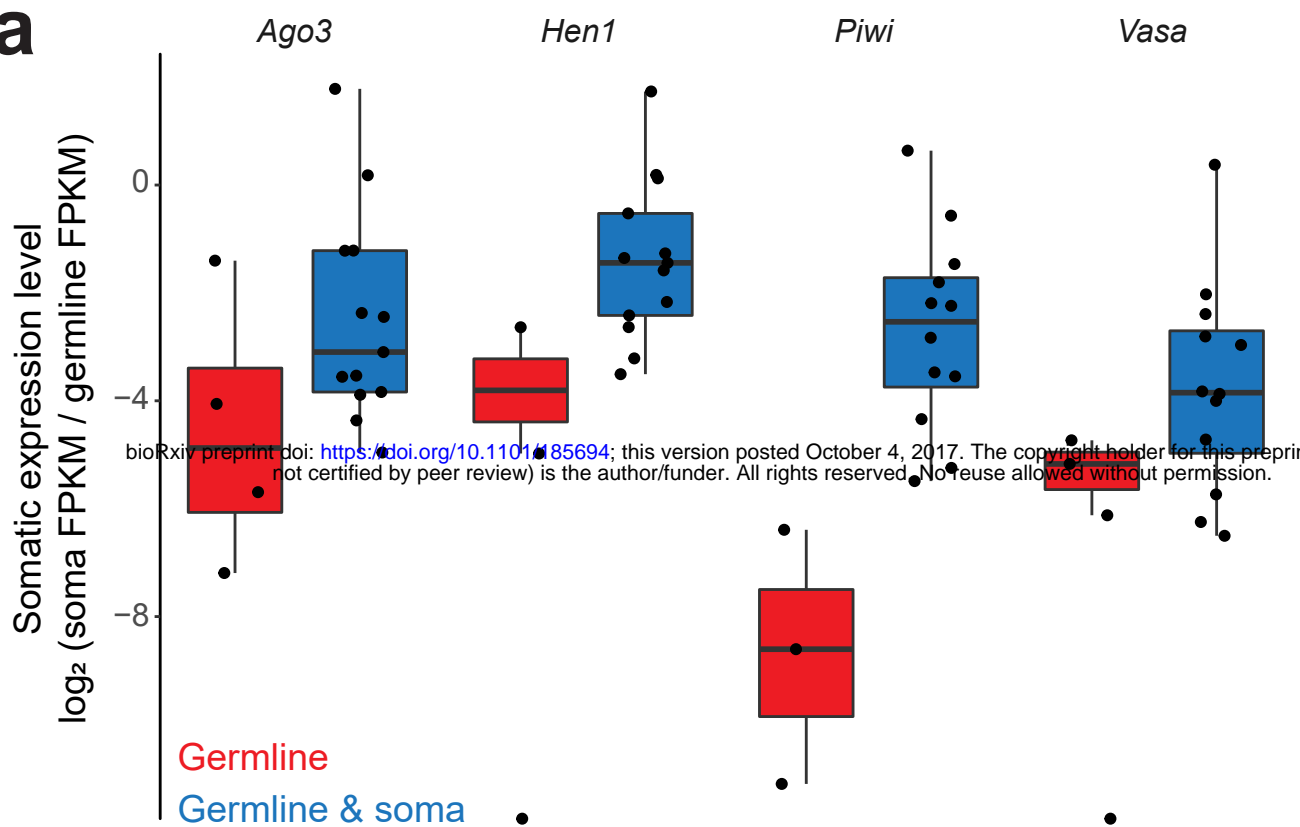 a
Ago3
Hen1
Piwi
Vasa
Somatic expression level
log₂ (soma FPKM / germline FPKM)
0
−4
−8
bioRxiv preprint doi: https://doi.org/10.1101/185694; this version posted October 4, 2017. The copyright holder for this preprin
not certified by peer review) is the author/funder. All rights reserved. No reuse allowed without permission.
Germline
Germline & soma